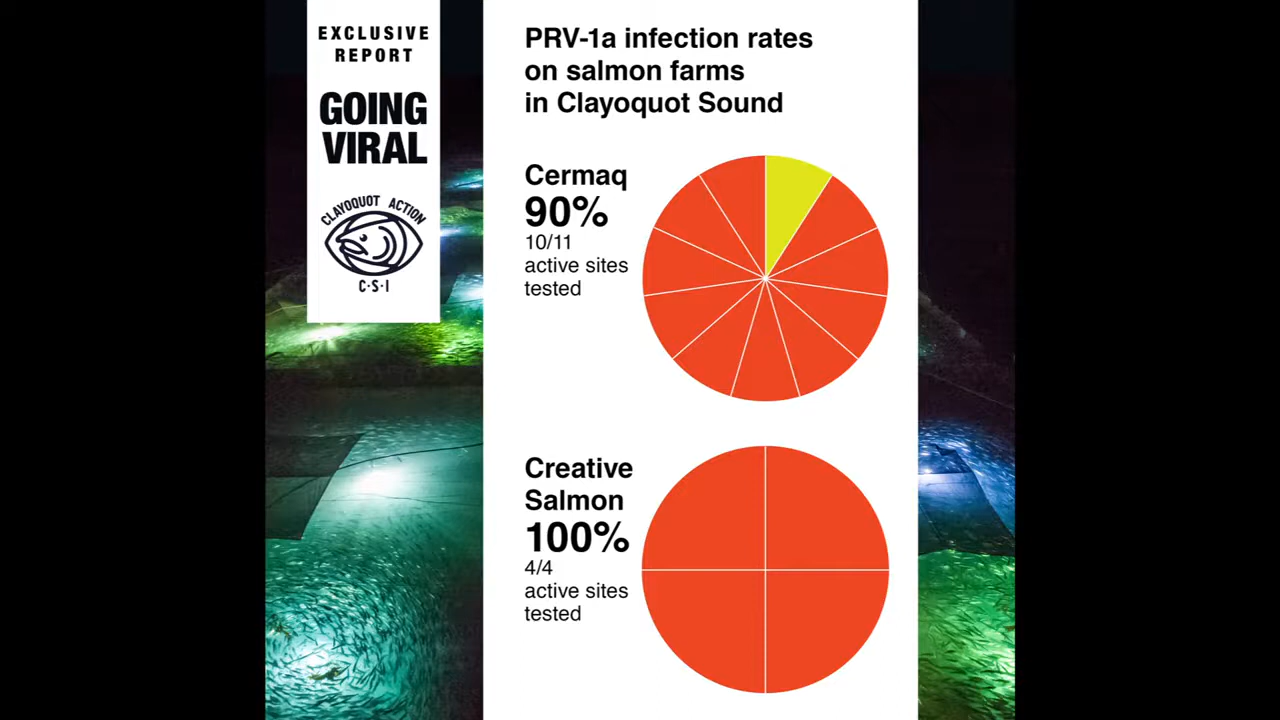 EXCLUSIVE
REPORT
GOING
VIRAL
CLAYOQUOT ACTION
C·S·I
PRV-1a infection rates
on salmon farms
in Clayoquot Sound
Cermaq
90%
10/11
active sites
tested
Creative
Salmon
100%
4/4
active sites
tested